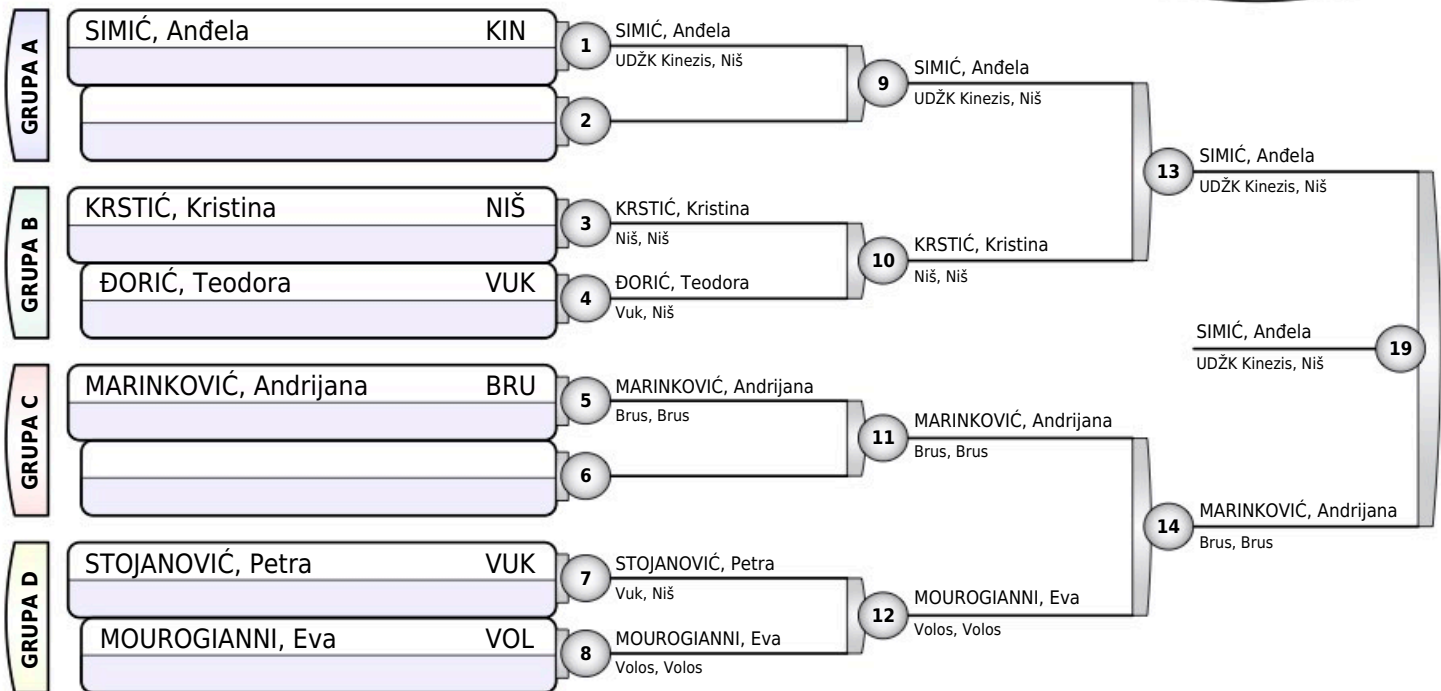 GRUPA A
SIMIĆ, Anđela KIN
1
SIMIĆ, Anđela
UDŽK Kinezis, Niš
2
9
SIMIĆ, Anđela
UDŽK Kinezis, Niš
GRUPA B
KRSTIĆ, Kristina NIŠ
3
KRSTIĆ, Kristina
Niš, Niš
ĐORIĆ, Teodora VUK
4
ĐORIĆ, Teodora
Vuk, Niš
10
KRSTIĆ, Kristina
Niš, Niš
13
SIMIĆ, Anđela
UDŽK Kinezis, Niš
SIMIĆ, Anđela
UDŽK Kinezis, Niš
19
GRUPA C
MARINKOVIĆ, Andrijana BRU
5
MARINKOVIĆ, Andrijana
Brus, Brus
6
11
MARINKOVIĆ, Andrijana
Brus, Brus
GRUPA D
STOJANOVIĆ, Petra VUK
7
STOJANOVIĆ, Petra
Vuk, Niš
MOUROGIANNI, Eva VOL
8
MOUROGIANNI, Eva
Volos, Volos
12
MOUROGIANNI, Eva
Volos, Volos
14
MARINKOVIĆ, Andrijana
Brus, Brus